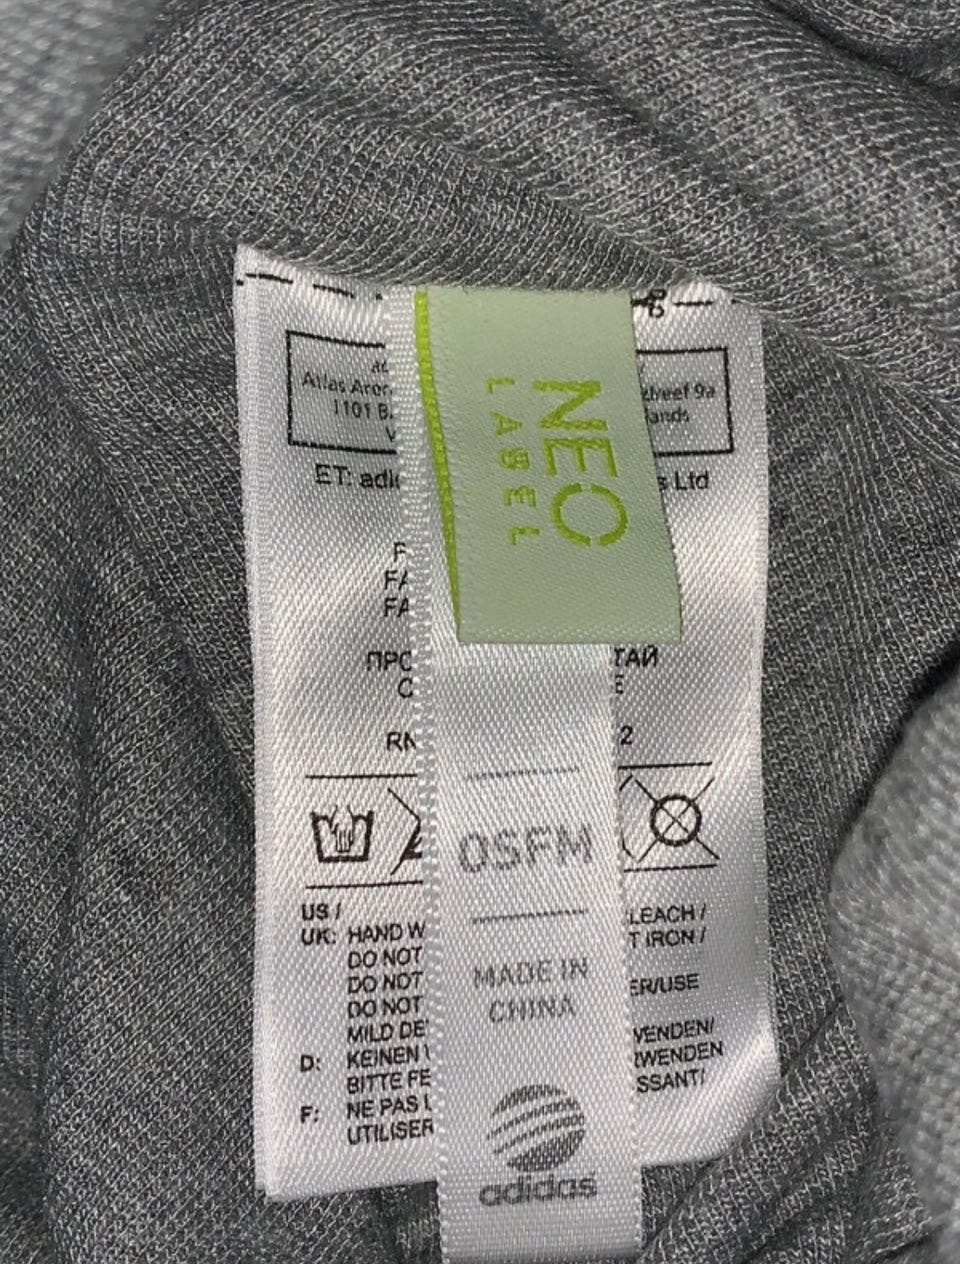 NEO
LABEL
Atlas Aren
1101 B
dreef 9a
lands
ET: adi
s Ltd
F
FA
FA
ПРО
ТАЙ
RN
2
OSFM
MADE IN
CHINA
adidas
US /
UK: HAND W
DO NOT
DO NOT
DO NOT
MILD DE
D: KEINEN
BITTE FE
F: NE PAS
UTILISER
LEACH /
T IRON /
ER/USE
WENDEN/
RWENDEN
SSANT/